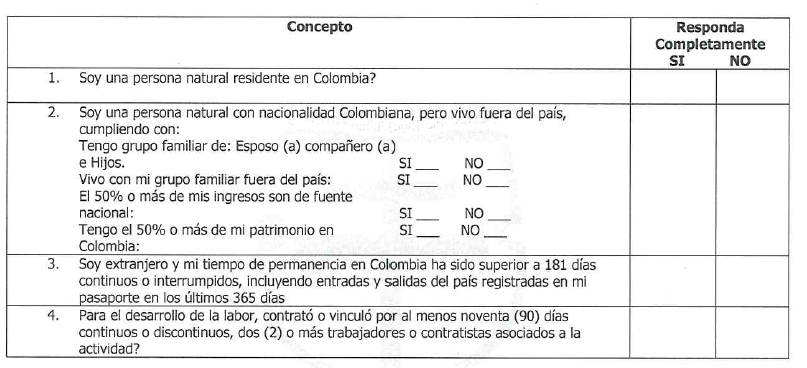 Concepto
Responda
Completamente
SI NO
1. Soy una persona natural residente en Colombia?
2. Soy una persona natural con nacionalidad Colombiana, pero vivo fuera del país,
cumpliendo con:
Tengo grupo familiar de: Esposo (a) compañero (a)
e Hijos. SI ___ NO ___
Vivo con mi grupo familiar fuera del país: SI ___ NO ___
El 50% o más de mis ingresos son de fuente
nacional: SI ___ NO ___
Tengo el 50% o más de mi patrimonio en SI ___ NO ___
Colombia:
3. Soy extranjero y mi tiempo de permanencia en Colombia ha sido superior a 181 días
continuos o interrumpidos, incluyendo entradas y salidas del país registradas en mi
pasaporte en los últimos 365 días
4. Para el desarrollo de la labor, contrató o vinculó por al menos noventa (90) días
continuos o discontinuos, dos (2) o más trabajadores o contratistas asociados a la
actividad?